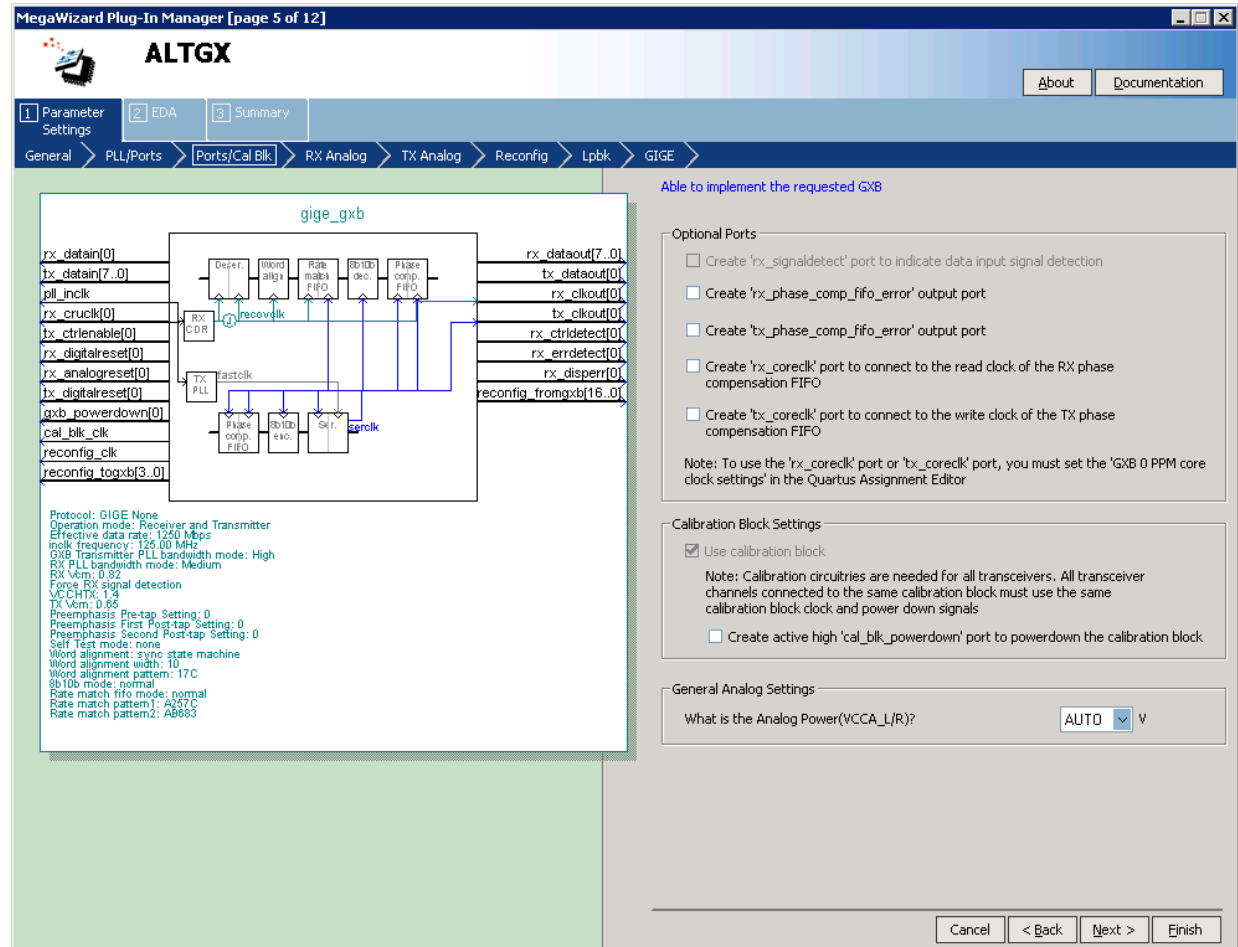 MegaWizard Plug-In Manager [page 5 of 12]
ALTGX
About
Documentation
1 Parameter Settings
2 EDA
3 Summary
General
PLL/Ports
Ports/Cal Blk
RX Analog
TX Analog
Reconfig
Lpbk
GIGE
gige_gxb
rx_datain[0]
tx_datain[7..0]
pll_inclk
rx_cruclk[0]
tx_ctrlenable[0]
rx_digitalreset[0]
rx_analogreset[0]
tx_digitalreset[0]
gxb_powerdown[0]
cal_blk_clk
reconfig_clk
reconfig_togxb[3..0]
Deser.
Word
align
Rate
match
FIFO
8b10b
dec.
Phase
comp.
FIFO
RX
CDR
recovclk
TX
PLL
fastclk
Phase
comp.
FIFO
8b10b
enc.
Ser.
serclk
rx_dataout[7..0]
tx_dataout[0]
rx_clkout[0]
tx_clkout[0]
rx_ctrldetect[0]
rx_errdetect[0]
rx_disperr[0]
reconfig_fromgxb[16..0]
Protocol: GIGE None
Operation mode: Receiver and Transmitter
Effective data rate: 1250 Mbps
inclk frequency: 125.00 MHz
GXB Transmitter PLL bandwidth mode: High
RX PLL bandwidth mode: Medium
RX Vcm: 0.82
Force RX signal detection
VCCHTX: 1.4
TX Vcm: 0.65
Preemphasis Pre-tap Setting: 0
Preemphasis First Post-tap Setting: 0
Preemphasis Second Post-tap Setting: 0
Self Test mode: none
Word alignment: sync state machine
Word alignment width: 10
Word alignment pattern: 17C
8b10b mode: normal
Rate match fifo mode: normal
Rate match pattern1: A257C
Rate match pattern2: AB683
Able to implement the requested GXB
Optional Ports
Create 'rx_signaldetect' port to indicate data input signal detection
Create 'rx_phase_comp_fifo_error' output port
Create 'tx_phase_comp_fifo_error' output port
Create 'rx_coreclk' port to connect to the read clock of the RX phase
compensation FIFO
Create 'tx_coreclk' port to connect to the write clock of the TX phase
compensation FIFO
Note: To use the 'rx_coreclk' port or 'tx_coreclk' port, you must set the 'GXB 0 PPM core
clock settings' in the Quartus Assignment Editor
Calibration Block Settings
Use calibration block
Note: Calibration circuitries are needed for all transceivers. All transceiver
channels connected to the same calibration block must use the same
calibration block clock and power down signals
Create active high 'cal_blk_powerdown' port to powerdown the calibration block
General Analog Settings
What is the Analog Power(VCCA_L/R)?
AUTO
V
Cancel
< Back
Next >
Finish